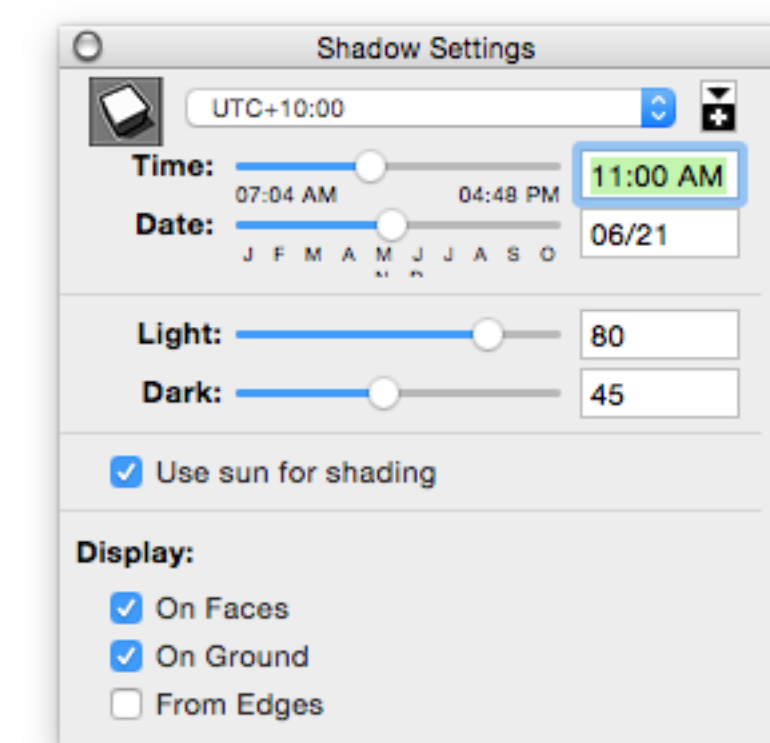 Shadow Settings
UTC+10:00
Time: 11:00 AM
07:04 AM 04:48 PM
Date: 06/21
J F M A M J J A S O
N D
Light: 80
Dark: 45
Use sun for shading
Display:
On Faces
On Ground
From Edges